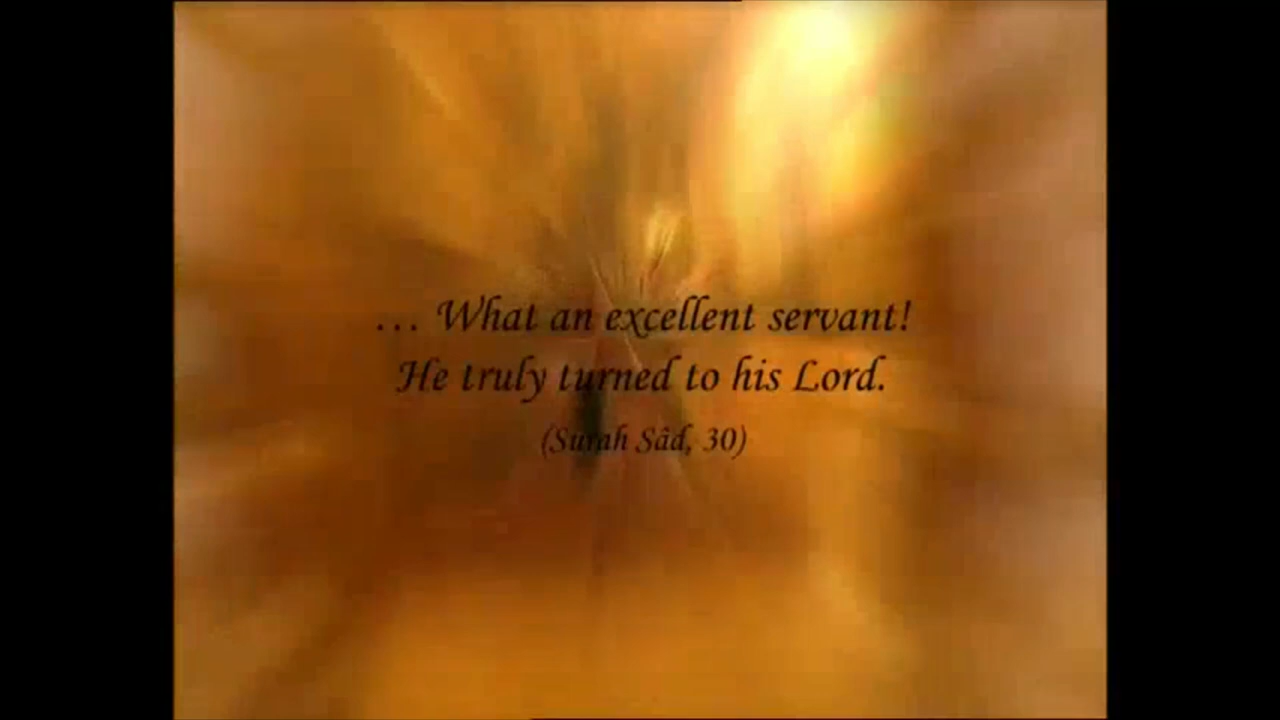 ... What an excellent servant!
He truly turned to his Lord.
(Surah Sâd, 30)